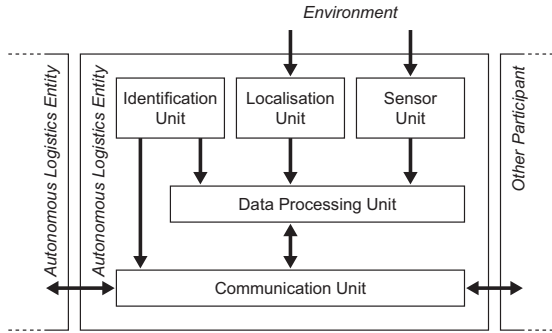 Environment
Autonomous Logistics Entity
Autonomous Logistics Entity
Identification
Unit
Localisation
Unit
Sensor
Unit
Other Participant
Data Processing Unit
Communication Unit